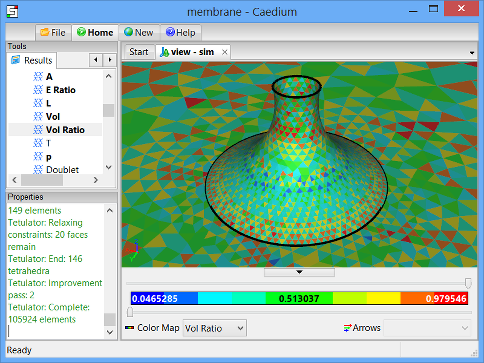 membrane - Caedium
File
Home
New
Help
Tools
Results
A
E Ratio
L
Vol
Vol Ratio
T
p
Doublet
Properties
149 elements
Tetulator: Relaxing
constraints: 20 faces
remain
Tetulator: End: 146
tetrahedra
Tetulator: Improvement
pass: 2
Tetulator: Complete:
105924 elements
Start
view - sim
0.0465285 0.513037 0.979546
Color Map Vol Ratio Arrows
Ready